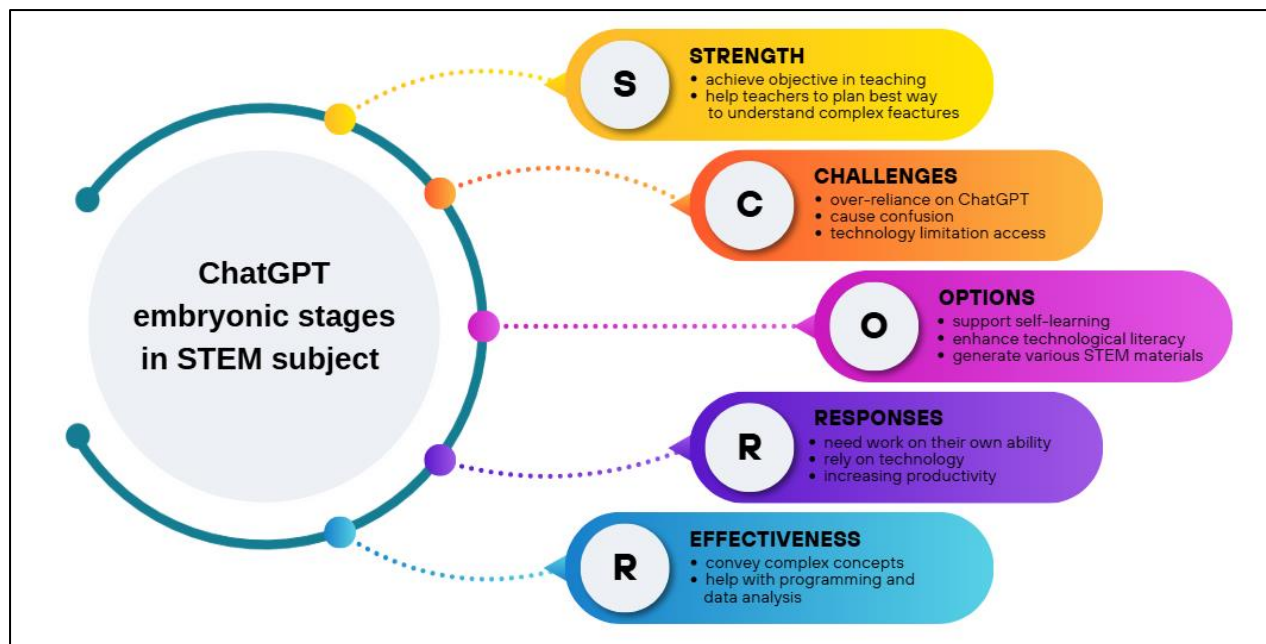 ChatGPT
embryonic stages
in STEM subject
S
STRENGTH
• achieve objective in teaching
• help teachers to plan best way
to understand complex feactures
C
CHALLENGES
• over-reliance on ChatGPT
• cause confusion
• technology limitation access
O
OPTIONS
• support self-learning
• enhance technological literacy
• generate various STEM materials
R
RESPONSES
• need work on their own ability
• rely on technology
• increasing productivity
R
EFFECTIVENESS
• convey complex concepts
• help with programming and
data analysis